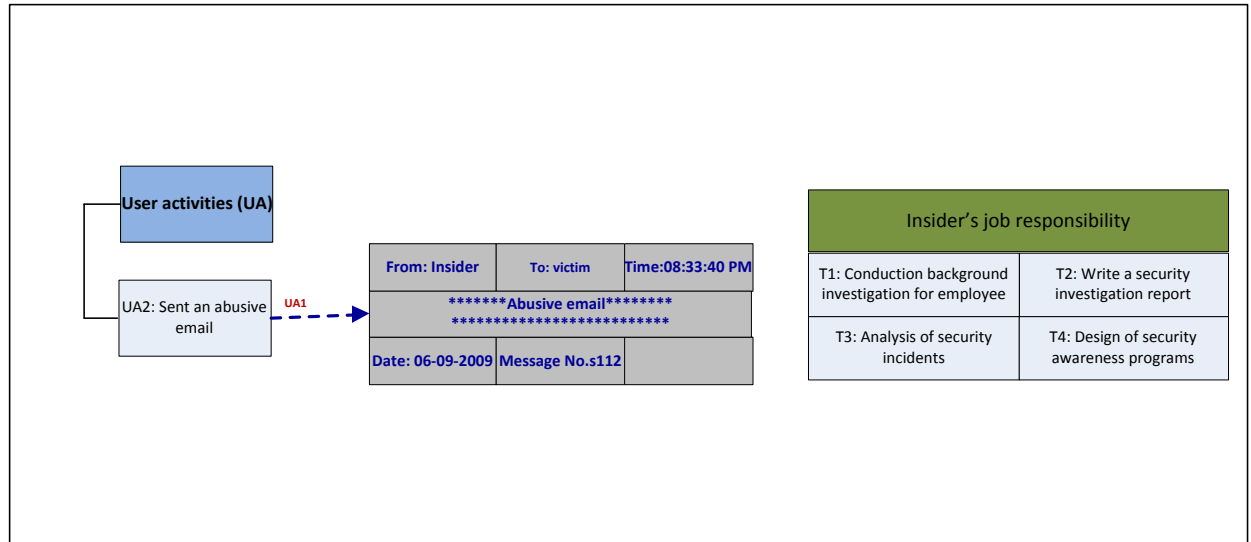 User activities (UA)
UA2: Sent an abusive
email
UA1
From: Insider
To: victim
Time:08:33:40 PM
*******Abusive email********
**************************
Date: 06-09-2009
Message No.s112
Insider's job responsibility
T1: Conduction background
investigation for employee
T2: Write a security
investigation report
T3: Analysis of security
incidents
T4: Design of security
awareness programs